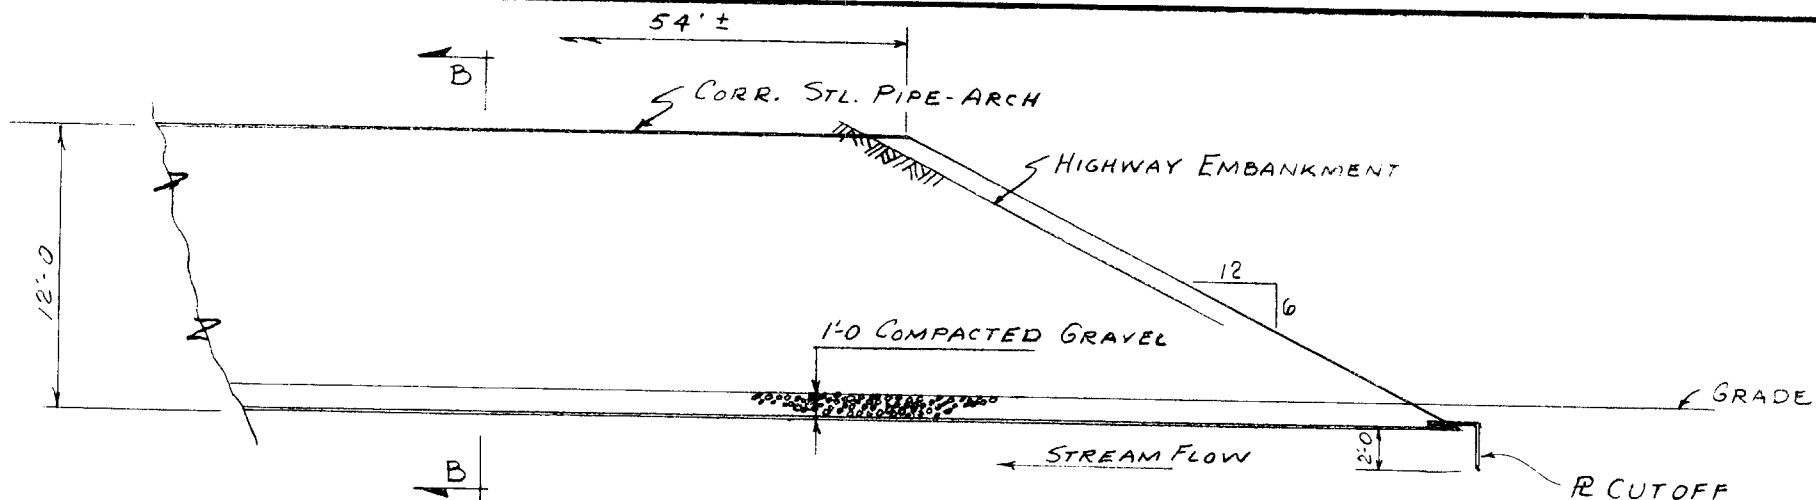 54' ±
B
CORR. STL. PIPE-ARCH
HIGHWAY EMBANKMENT
12
6
12'-0
1'-0 COMPACTED GRAVEL
GRADE
2'-0
STREAM FLOW
B
℄ CUTOFF